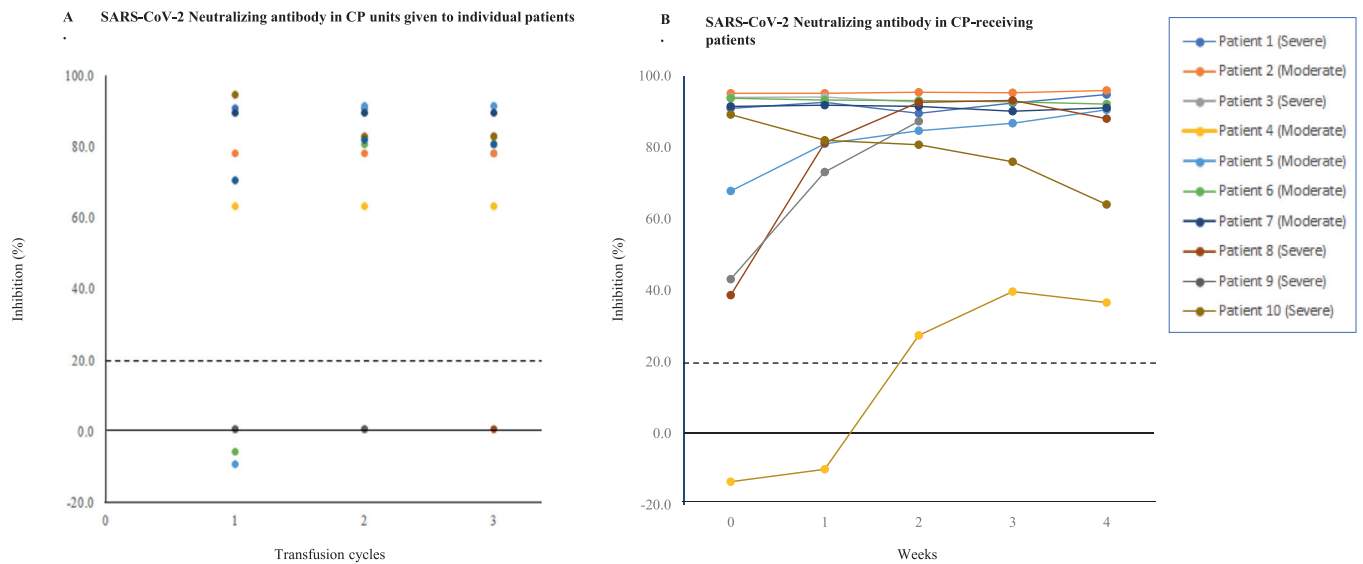 A SARS-CoV-2 Neutralizing antibody in CP units given to individual patients
.
100.0
80.0
60.0
40.0
20.0
0.0
-20.0
0 1 2 3
Inhibition (%)
Transfusion cycles
B SARS-CoV-2 Neutralizing antibody in CP-receiving
. patients
100.0
80.0
60.0
40.0
20.0
0.0
-20.0
0 1 2 3 4
Inhibition (%)
Weeks
Patient 1 (Severe)
Patient 2 (Moderate)
Patient 3 (Severe)
Patient 4 (Moderate)
Patient 5 (Moderate)
Patient 6 (Moderate)
Patient 7 (Moderate)
Patient 8 (Severe)
Patient 9 (Severe)
Patient 10 (Severe)